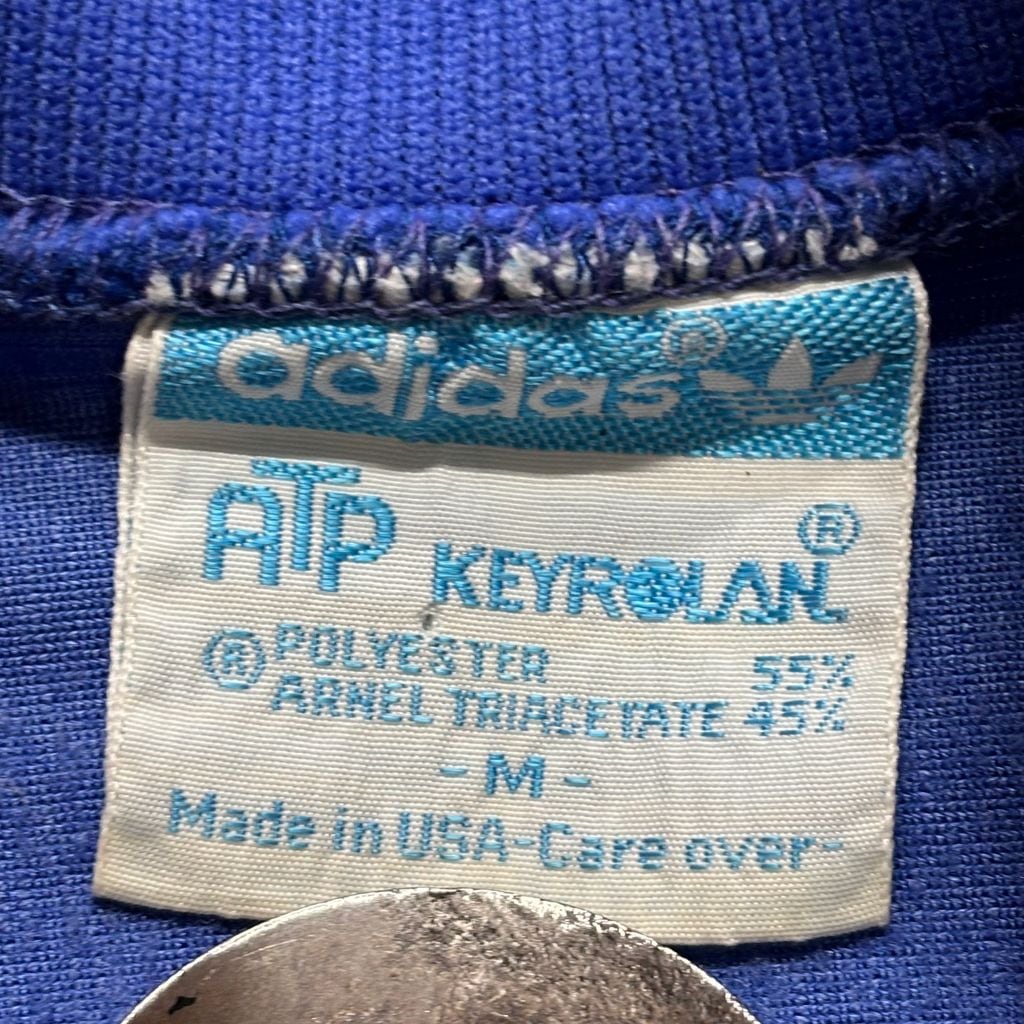 adidas®
ATP KEYROLAN®
POLYESTER 55%
® ARNEL TRIACETATE 45%
- M -
Made in USA-Care over-